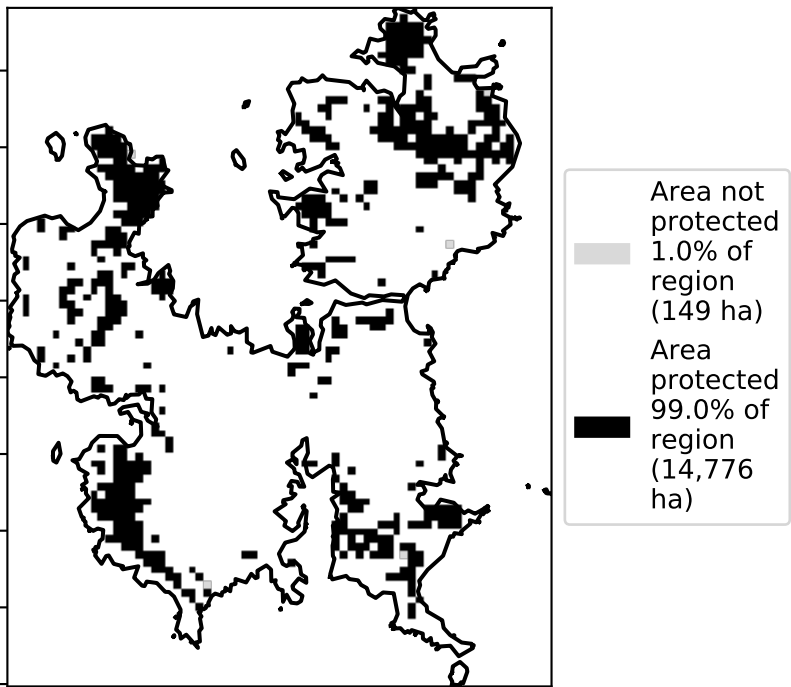 Area not
protected
1.0% of
region
(149 ha)
Area
protected
99.0% of
region
(14,776
ha)